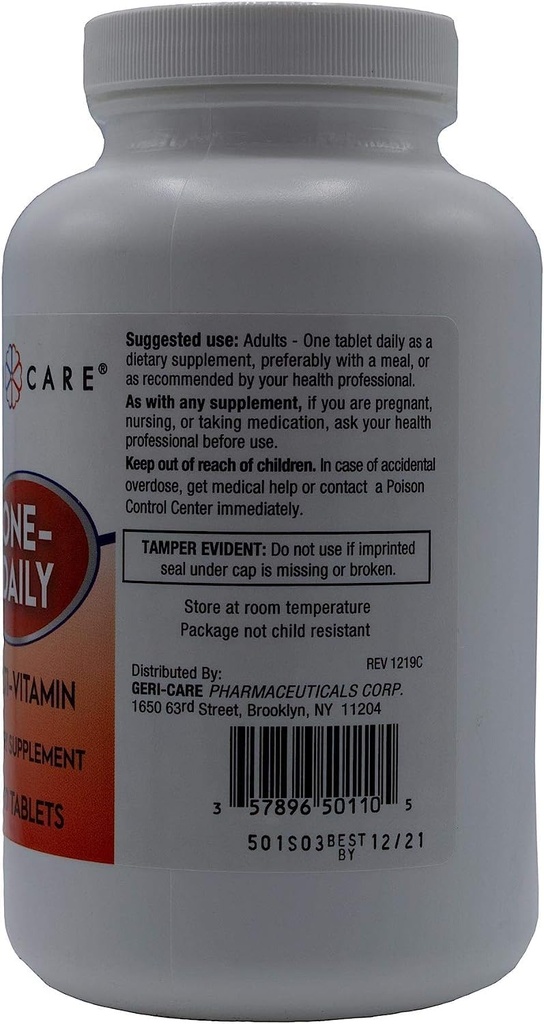 CARE®
ONE-
DAILY
-VITAMIN
SUPPLEMENT
TABLETS
Suggested use: Adults - One tablet daily as a
dietary supplement, preferably with a meal, or
as recommended by your health professional.
As with any supplement, if you are pregnant,
nursing, or taking medication, ask your health
professional before use.
Keep out of reach of children. In case of accidental
overdose, get medical help or contact a Poison
Control Center immediately.
TAMPER EVIDENT: Do not use if imprinted
seal under cap is missing or broken.
Store at room temperature
Package not child resistant
REV 1219C
Distributed By:
GERI-CARE PHARMACEUTICALS CORP.
1650 63rd Street, Brooklyn, NY 11204
3 57896 50110 5
501S03 BEST BY 12/21